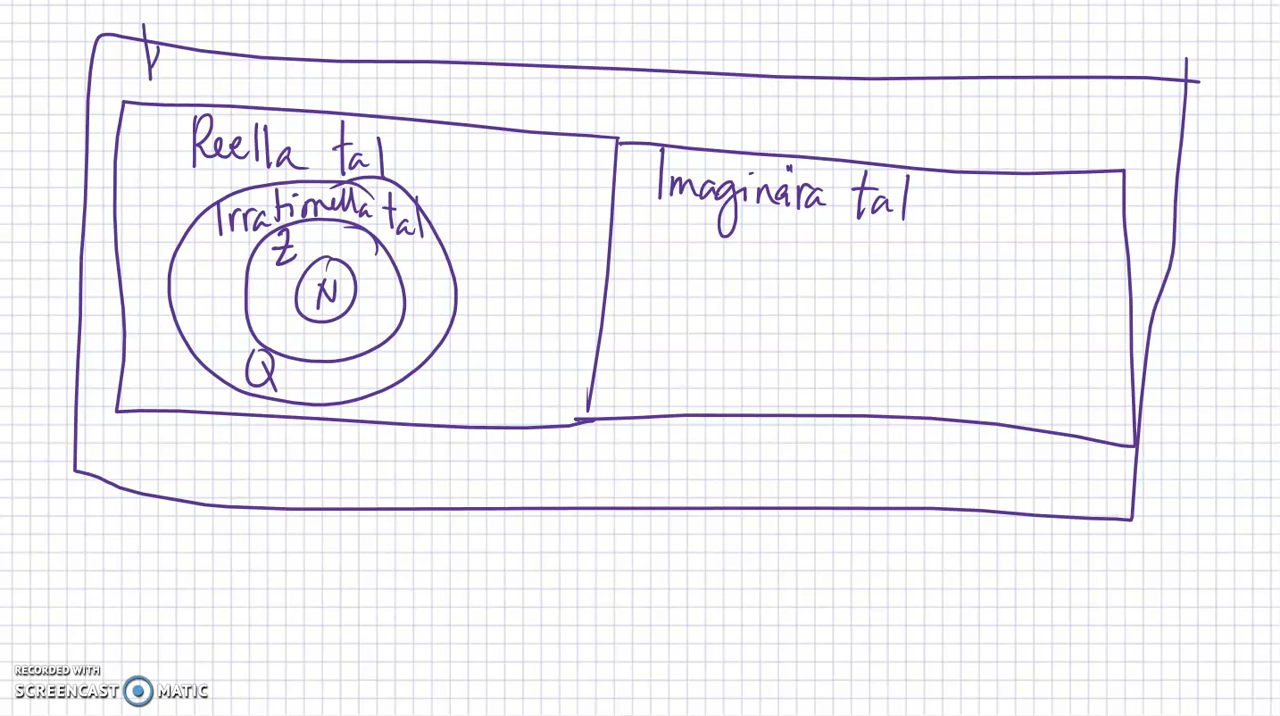 Reella tal
Irrationella tal
Z
N
Q
Imaginära tal
RECORDED WITH
SCREENCAST MATIC